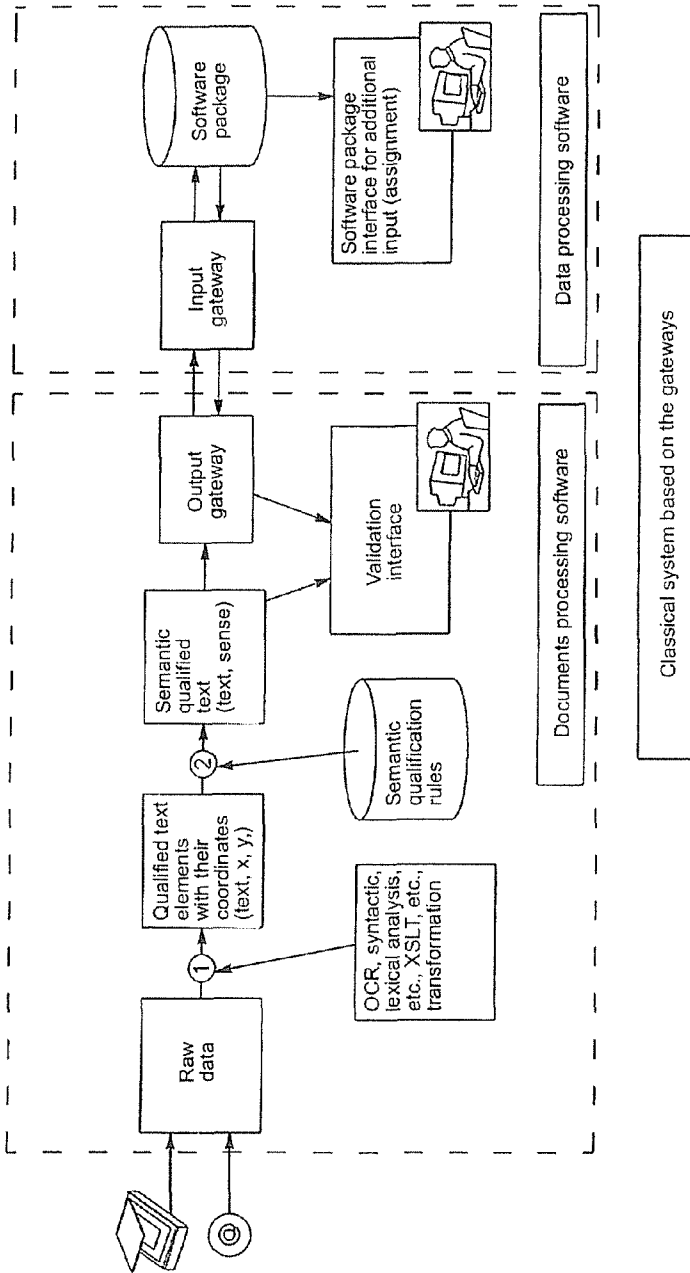 @
Raw
data
1
OCR, syntactic,
lexical analysis,
etc., XSLT, etc.,
transformation
Qualified text
elements
with their
coordinates
(text, x, y,)
2
Semantic
qualification
rules
Semantic
qualified
text
(text, sense)
Output
gateway
Validation
interface
Documents processing software
Input
gateway
Software
package
Software package
interface for additional
input (assignment)
Data processing software
Classical system based on the gateways